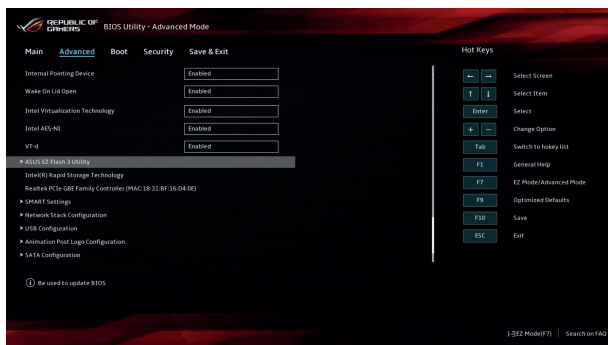 REPUBLIC OF GAMERS
BIOS Utility - Advanced Mode
Main Advanced Boot Security Save & Exit
Hot Keys
Internal Pointing Device Enabled
Wake On Lid Open Enabled
Intel Virtualization Technology Enabled
Intel AES-NI Enabled
VT-d Enabled
> ASUS EZ Flash 3 Utility
Intel(R) Rapid Storage Technology
Realtek PCIe GBE Family Controller (MAC:18:31:BF:16:D4:0E)
> SMART Settings
> Network Stack Configuration
> USB Configuration
> Animation Post Logo Configuration.
> SATA Configuration
← → Select Screen
↑ ↓ Select Item
Enter Select
+ − Change Option
Tab Switch to hokey list
F1 General Help
F7 EZ Mode/Advanced Mode
F9 Optimized Defaults
F10 Save
ESC Exit
i Be used to update BIOS
EZ Mode(F7) | Search on FAQ